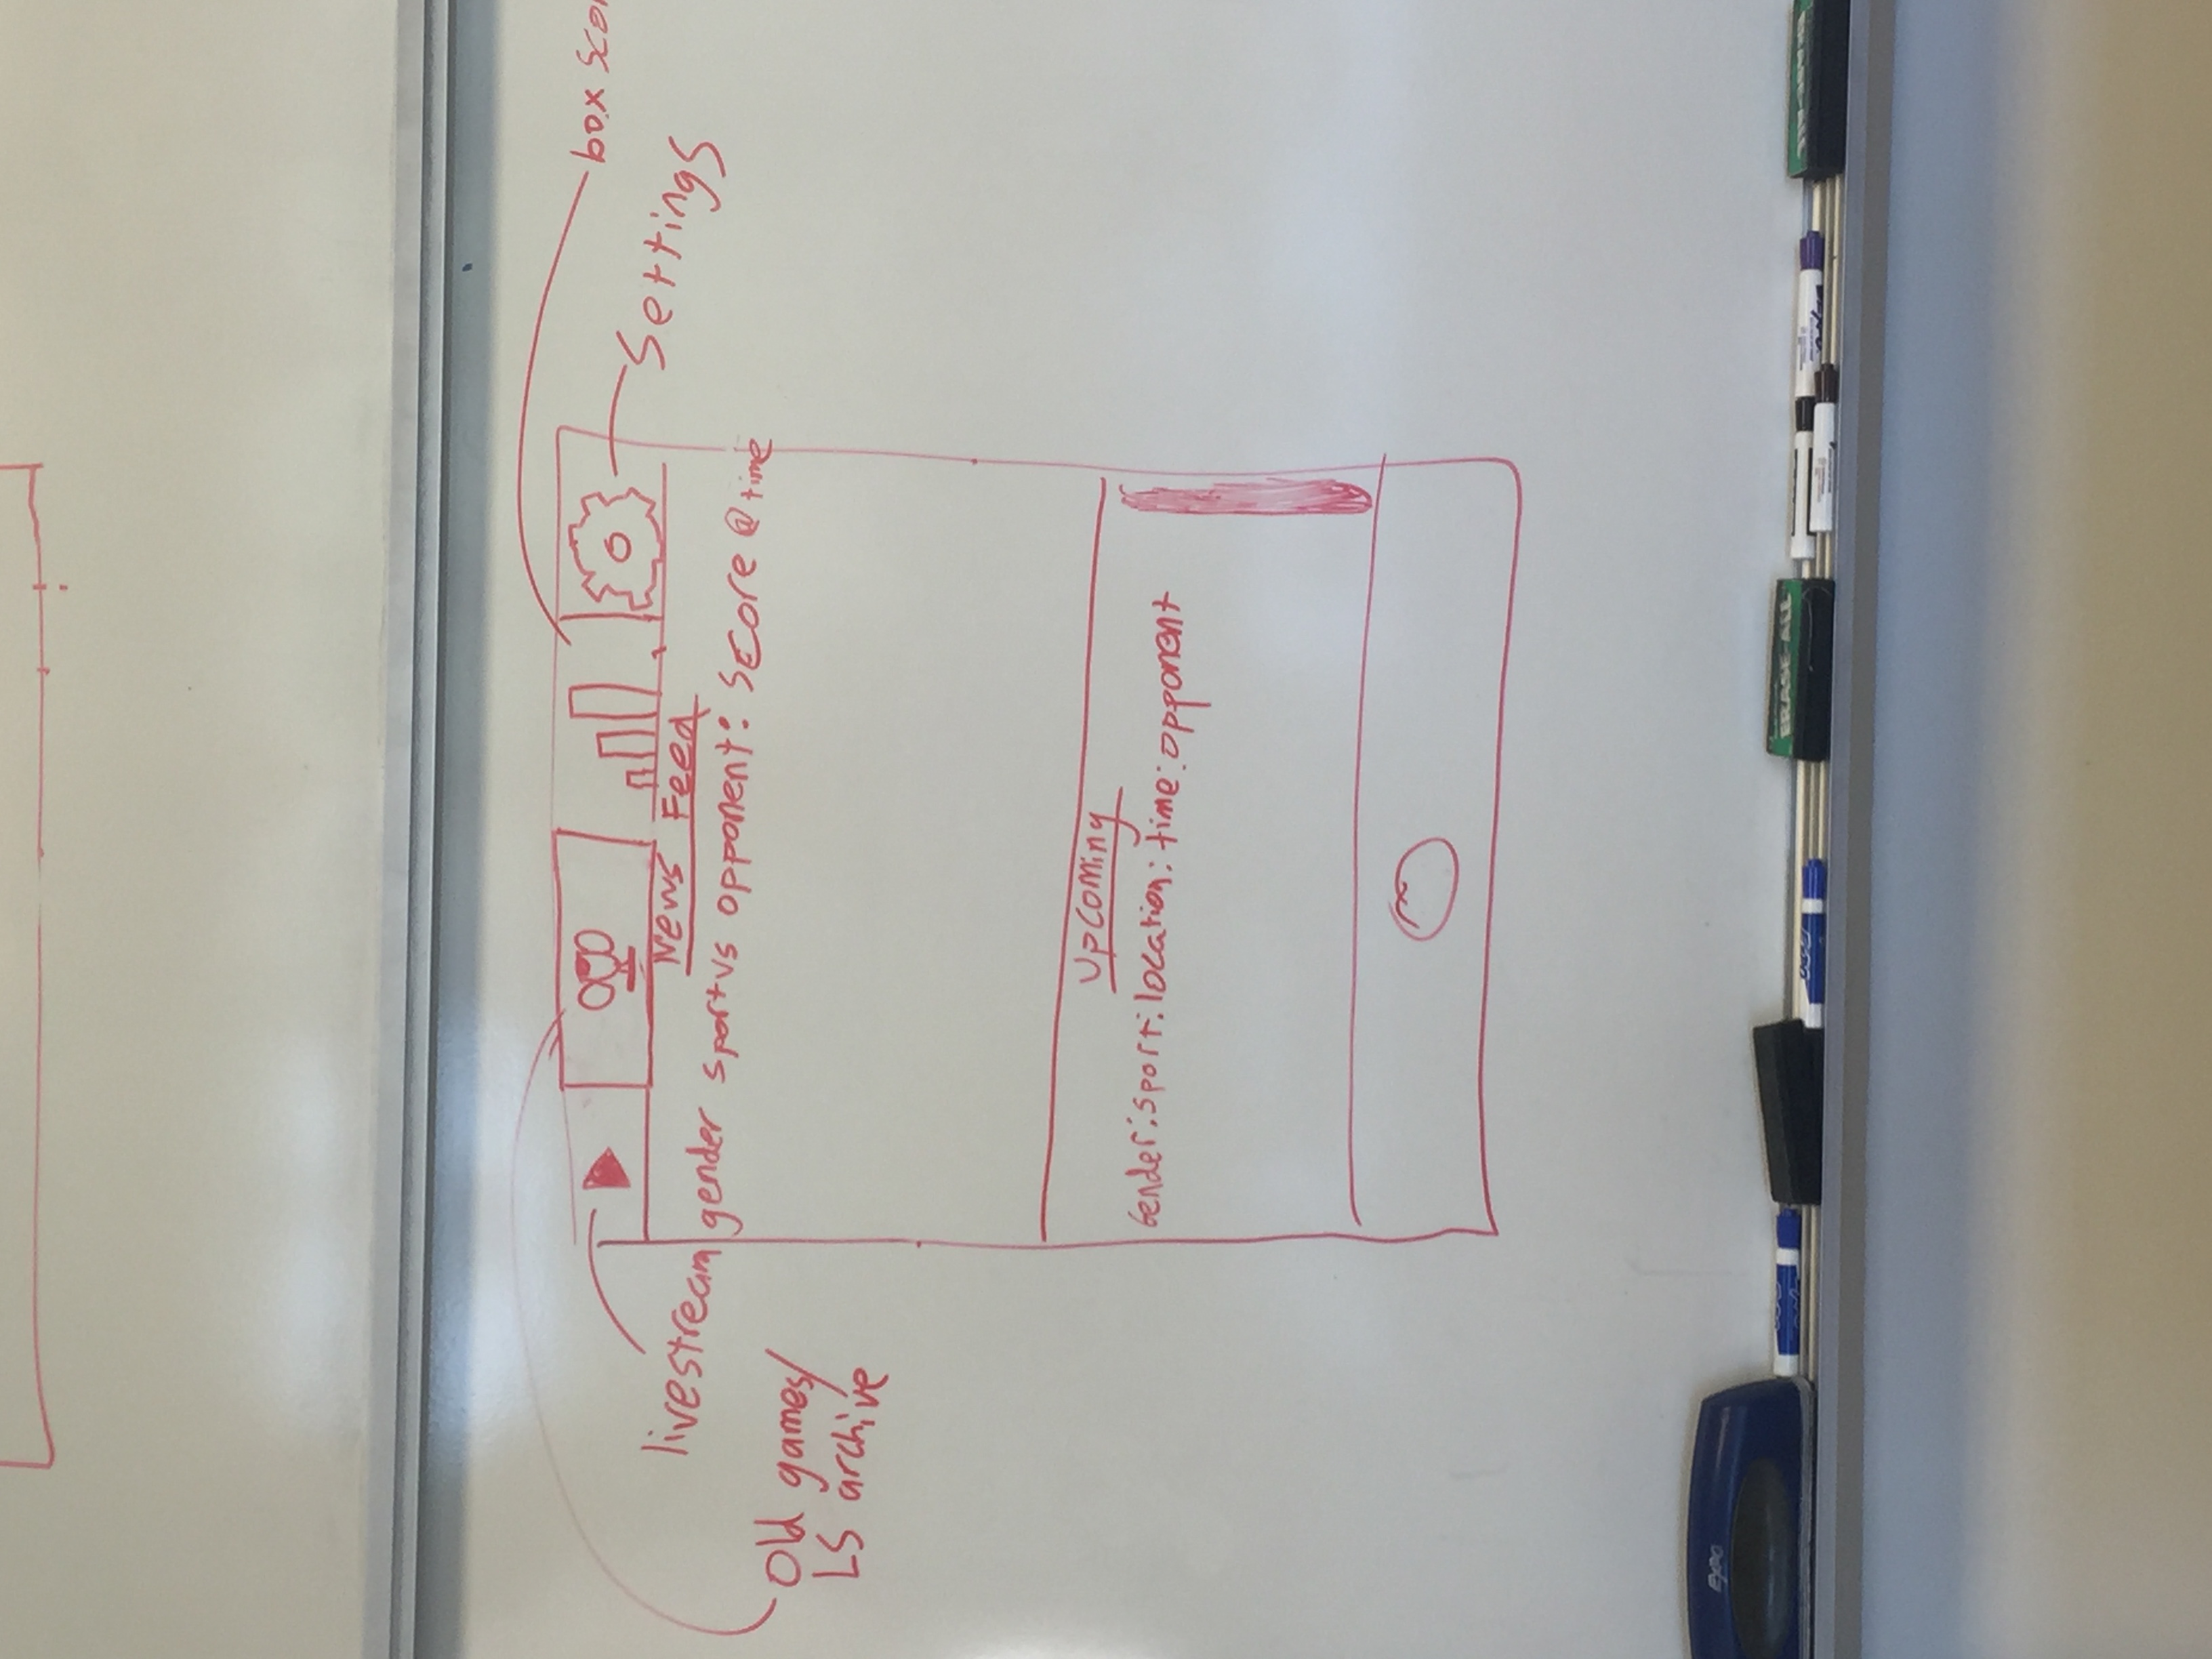 box sco
Settings
livestream
News Feed
gender sport vs opponent: score @ time
Old games/
LS archive
Upcoming
Gender: sport: location: time: opponent
EXPO
ERASE-ALL